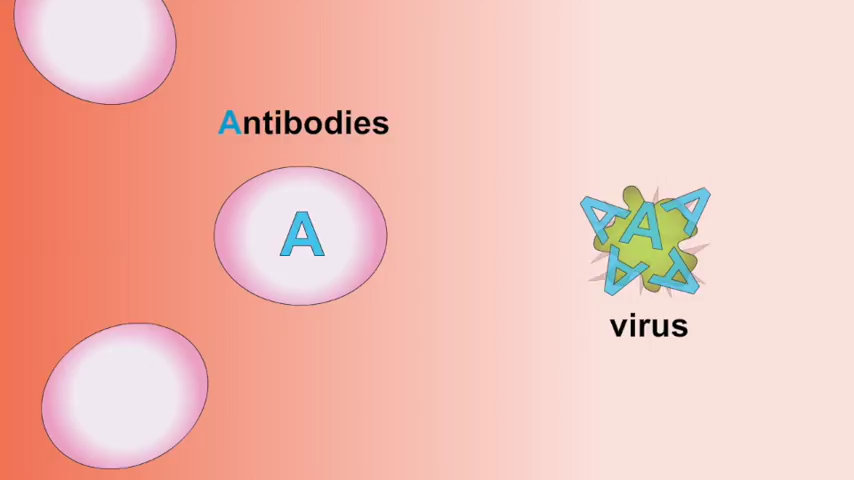 Antibodies
A
A A A
A A
virus